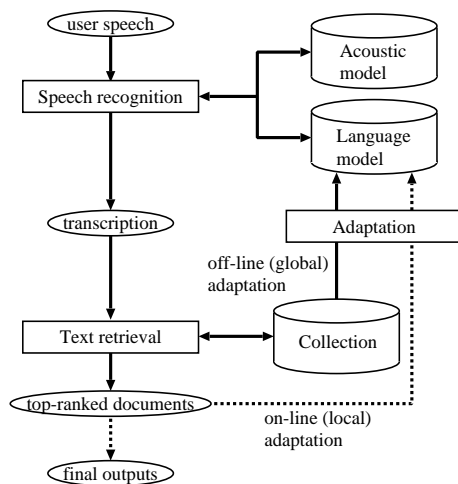 user speech
Acoustic
model
Speech recognition
Language
model
transcription
Adaptation
off-line (global)
adaptation
Text retrieval
Collection
top-ranked documents
on-line (local)
adaptation
final outputs